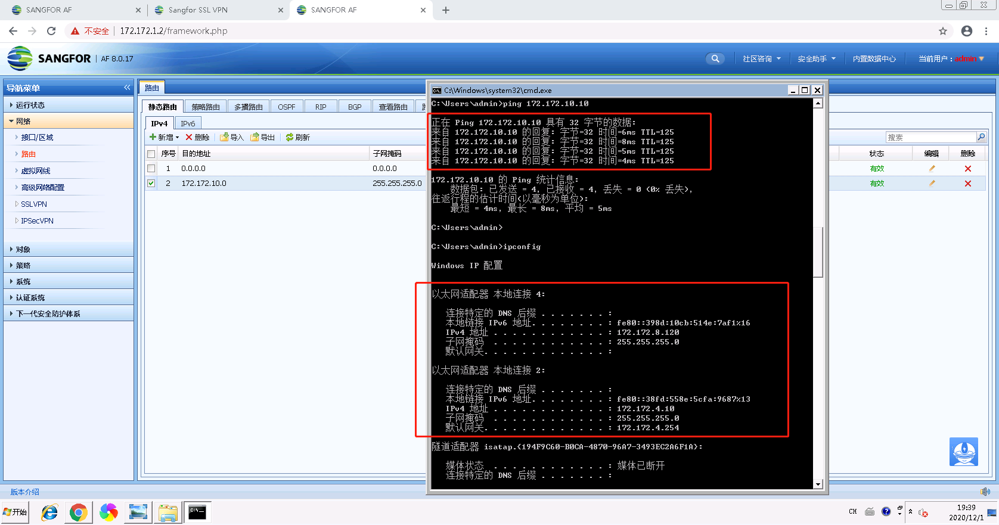 SANGFOR AF
Sangfor SSL VPN
SANGFOR AF
不安全
172.172.1.2/framework.php
SANGFOR
AF 8.0.17
社区咨询
安全助手
内置数据中心
当前用户：admin
导航菜单
运行状态
网络
接口/区域
路由
虚拟网线
高级网络配置
SSLVPN
IPSecVPN
对象
策略
系统
认证系统
下一代安全防护体系
路由
静态路由 策略路由 多播路由 OSPF RIP BGP 查看路由
IPv4 IPv6
新增 删除 导入 导出 刷新
搜索
序号 目的地址 子网掩码 状态 编辑 删除
1 0.0.0.0 0.0.0.0 有效
2 172.172.10.0 255.255.255.0 有效
C:\Windows\system32\cmd.exe
C:\Users\admin>ping 172.172.10.10
正在 Ping 172.172.10.10 具有 32 字节的数据:
来自 172.172.10.10 的回复: 字节=32 时间=6ms TTL=125
来自 172.172.10.10 的回复: 字节=32 时间=8ms TTL=125
来自 172.172.10.10 的回复: 字节=32 时间=5ms TTL=125
来自 172.172.10.10 的回复: 字节=32 时间=4ms TTL=125
172.172.10.10 的 Ping 统计信息:
数据包: 已发送 = 4, 已接收 = 4, 丢失 = 0 (0% 丢失),
往返行程的估计时间(以毫秒为单位):
最短 = 4ms, 最长 = 8ms, 平均 = 5ms
C:\Users\admin>
C:\Users\admin>ipconfig
Windows IP 配置
以太网适配器 本地连接 4:
连接特定的 DNS 后缀 . . . . . . . :
本地链接 IPv6 地址. . . . . . . . : fe80::398d:10cb:514e:7af1%16
IPv4 地址 . . . . . . . . . . . . : 172.172.8.120
子网掩码 . . . . . . . . . . . . : 255.255.255.0
默认网关. . . . . . . . . . . . . :
以太网适配器 本地连接 2:
连接特定的 DNS 后缀 . . . . . . . :
本地链接 IPv6 地址. . . . . . . . : fe80::38fd:558e:5cfa:9687%13
IPv4 地址 . . . . . . . . . . . . : 172.172.4.10
子网掩码 . . . . . . . . . . . . : 255.255.255.0
默认网关. . . . . . . . . . . . . : 172.172.4.254
隧道适配器 isatap.{194F9C60-B0CA-4870-96A7-3493EC2A6F1A}:
媒体状态 . . . . . . . . . . . . : 媒体已断开
连接特定的 DNS 后缀 . . . . . . . :
版本介绍
开始
CH
19:39
2020/12/1